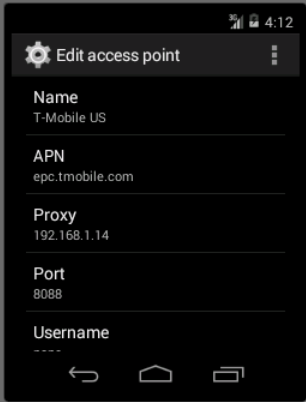 3G 4:12
Edit access point
Name
T-Mobile US
APN
epc.tmobile.com
Proxy
192.168.1.14
Port
8088
Username